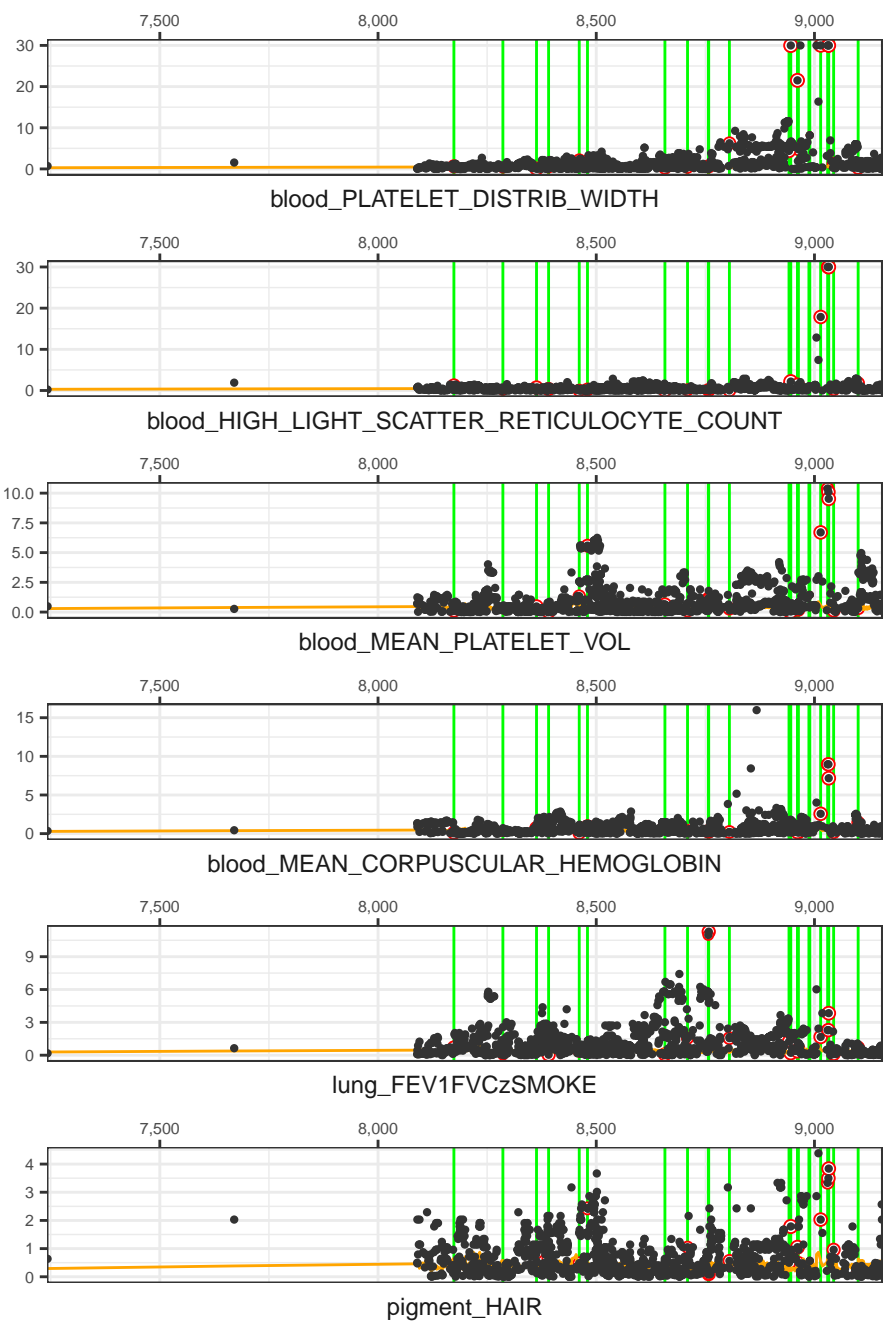 7,500 8,000 8,500 9,000
30
20
10
0
blood_PLATELET_DISTRIB_WIDTH
7,500 8,000 8,500 9,000
30
20
10
0
blood_HIGH_LIGHT_SCATTER_RETICULOCYTE_COUNT
7,500 8,000 8,500 9,000
10.0
7.5
5.0
2.5
0.0
blood_MEAN_PLATELET_VOL
7,500 8,000 8,500 9,000
15
10
5
0
blood_MEAN_CORPUSCULAR_HEMOGLOBIN
7,500 8,000 8,500 9,000
9
6
3
0
lung_FEV1FVCzSMOKE
7,500 8,000 8,500 9,000
4
3
2
1
0
pigment_HAIR